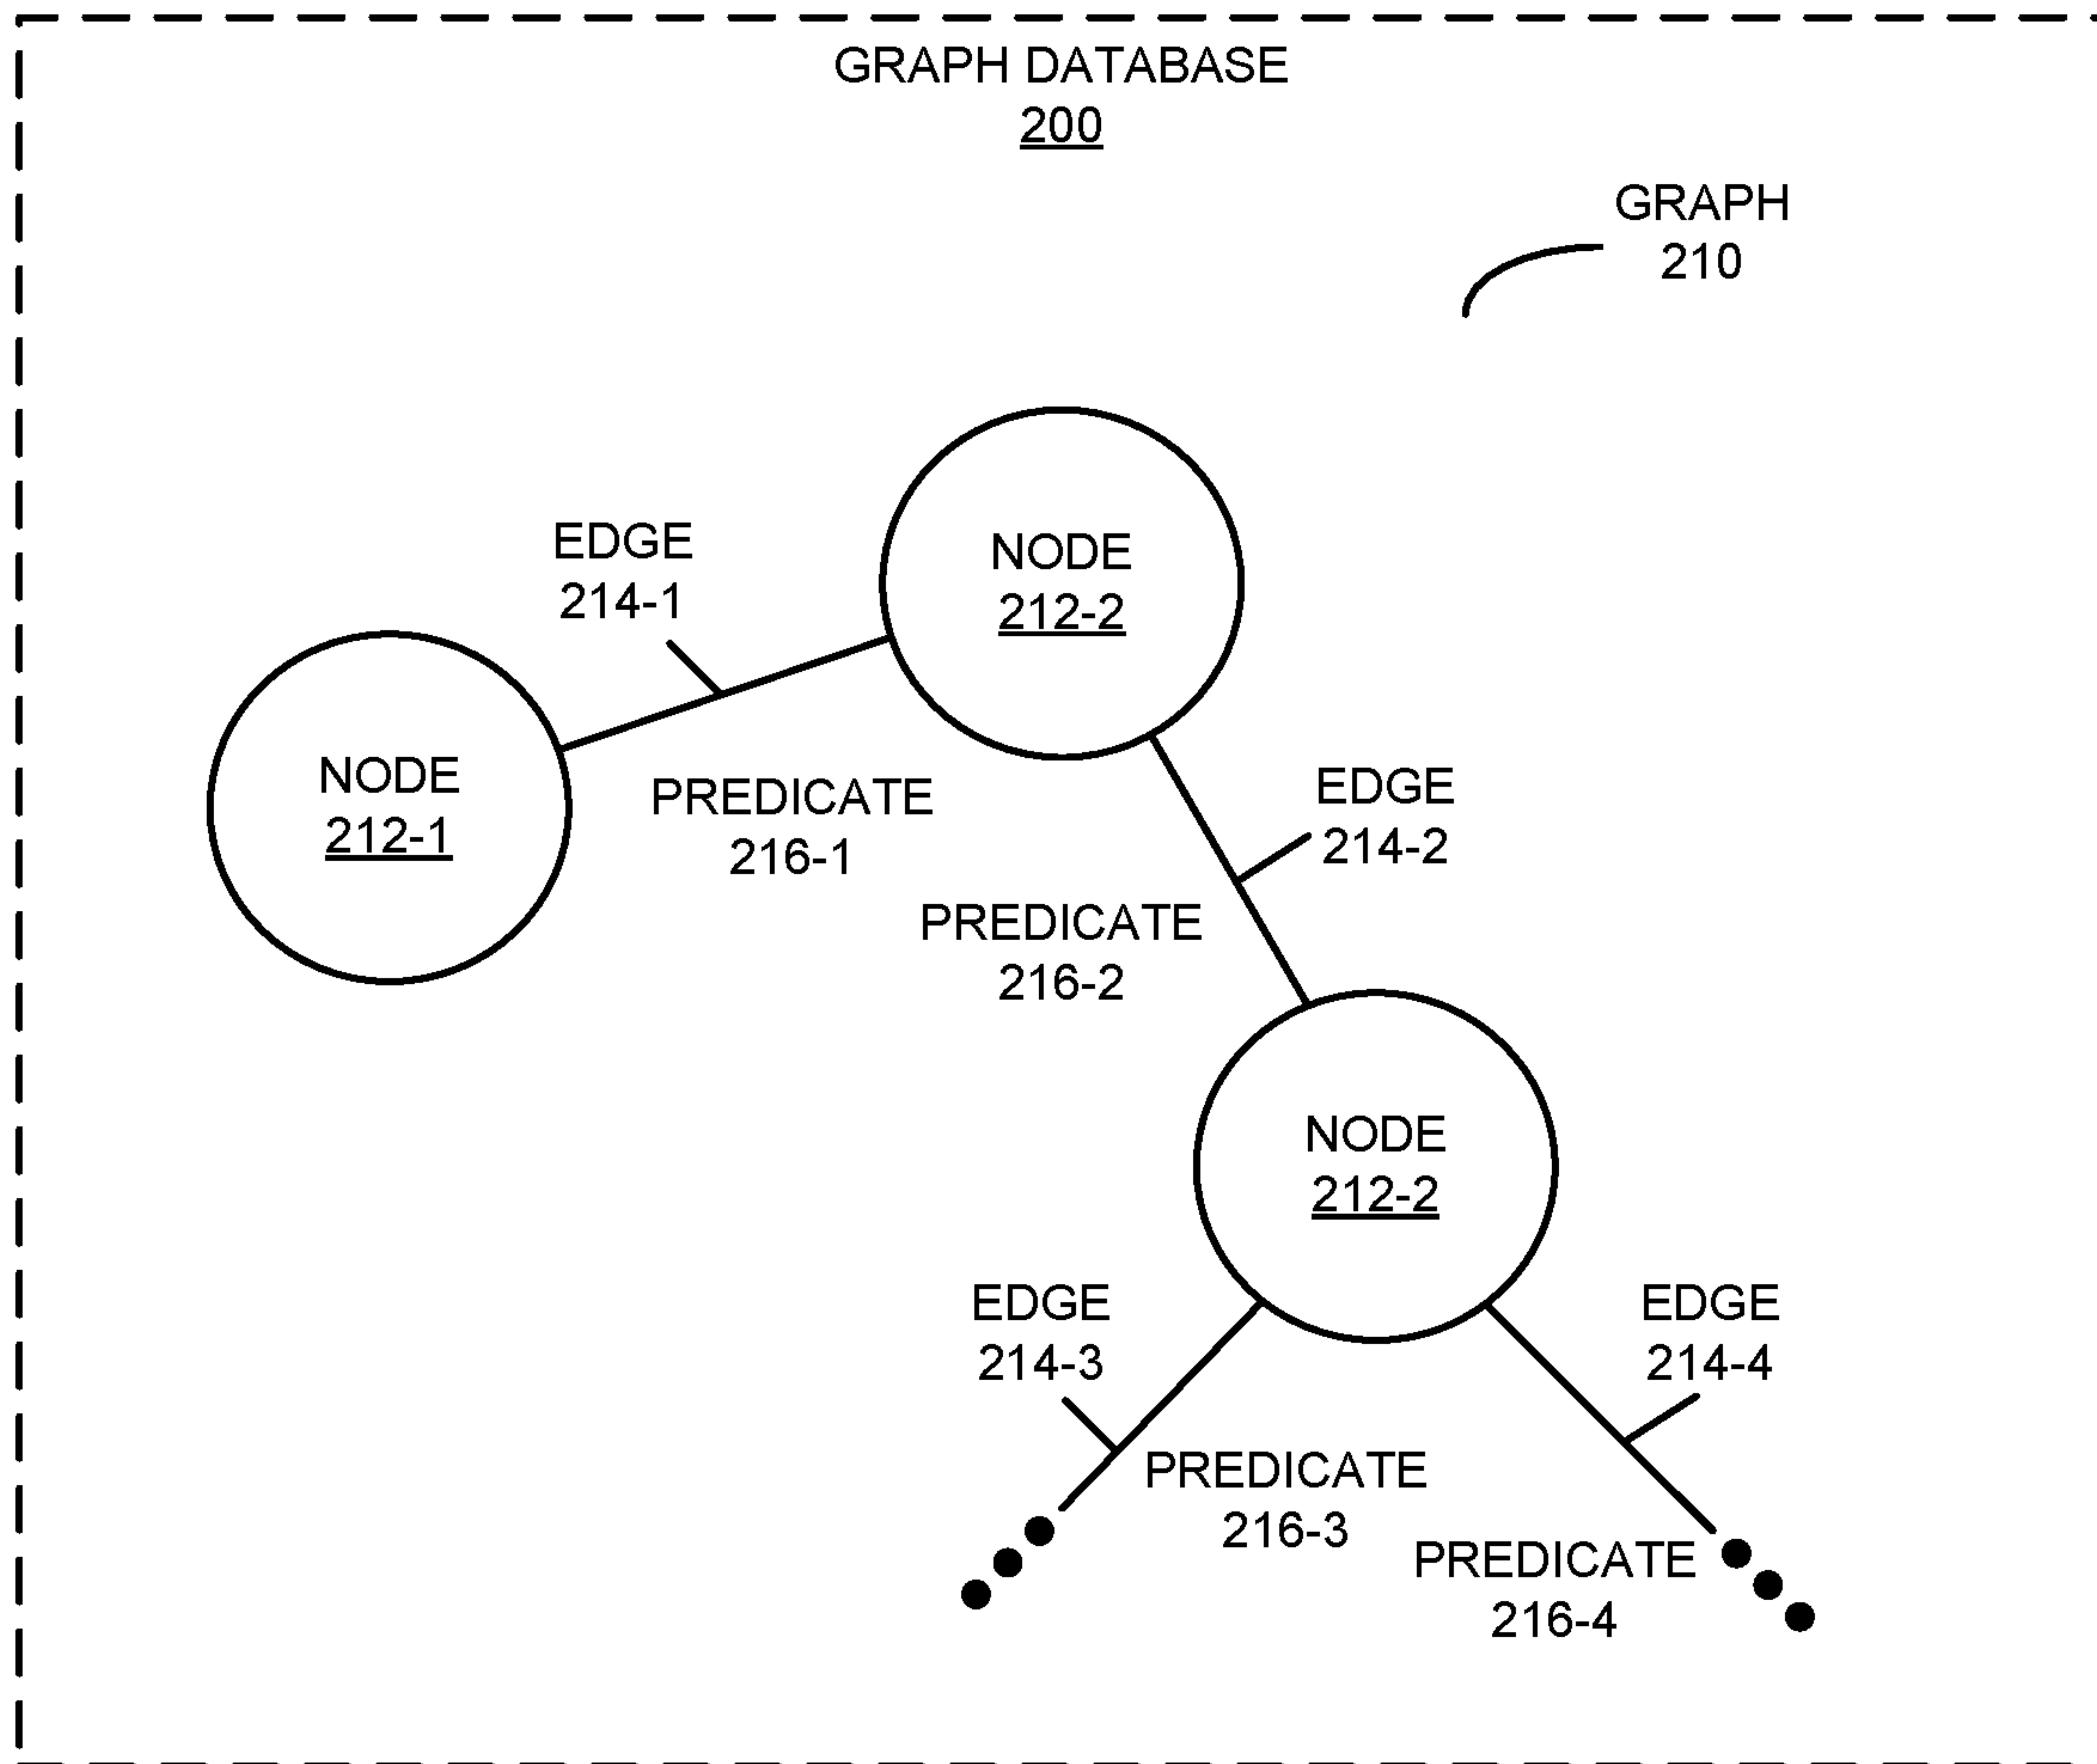 GRAPH DATABASE
200
GRAPH
210
EDGE
214-1
NODE
212-2
NODE
212-1
PREDICATE
216-1
EDGE
214-2
PREDICATE
216-2
NODE
212-2
EDGE
214-3
EDGE
214-4
PREDICATE
216-3
PREDICATE
216-4